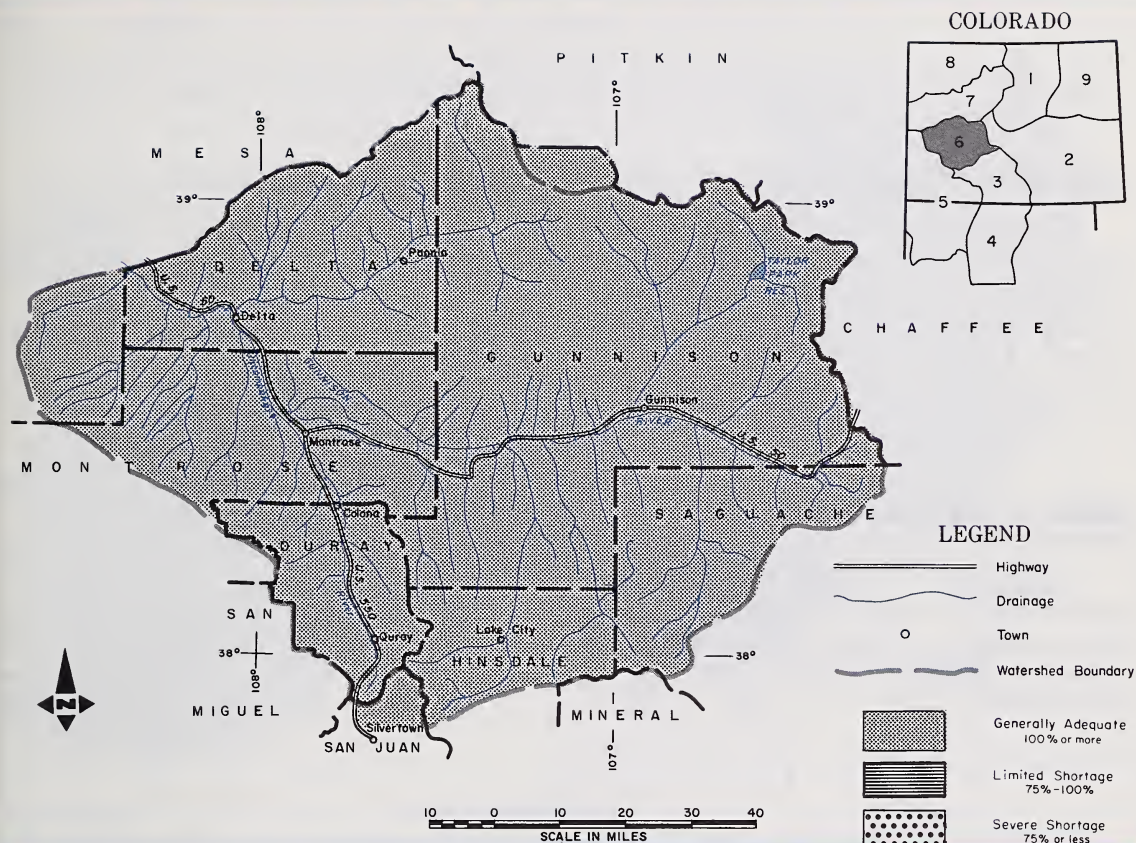 COLORADO
8
1
9
7
6
2
3
5
4
PITKIN
107°
108°
MESA
39°
39°
Paonia
DELTA
TAYLOR
PARK
RES.
U.S.
50
Delta
CHAFFEE
GUNNISON
GUNNISON
Uncompahgre
Gunnison
RIVER
U.S.
50
Montrose
MONTROSE
Colona
SAGUACHE
OURAY
U.S.
550
River
SAN
Lake City
Ouray
38°
38°
HINSDALE
108°
MIGUEL
MINERAL
Silvertown
SAN JUAN
107°
N
LEGEND
Highway
Drainage
Town
Watershed Boundary
Generally Adequate
100% or more
Limited Shortage
75%-100%
Severe Shortage
75% or less
10 0 10 20 30 40
SCALE IN MILES